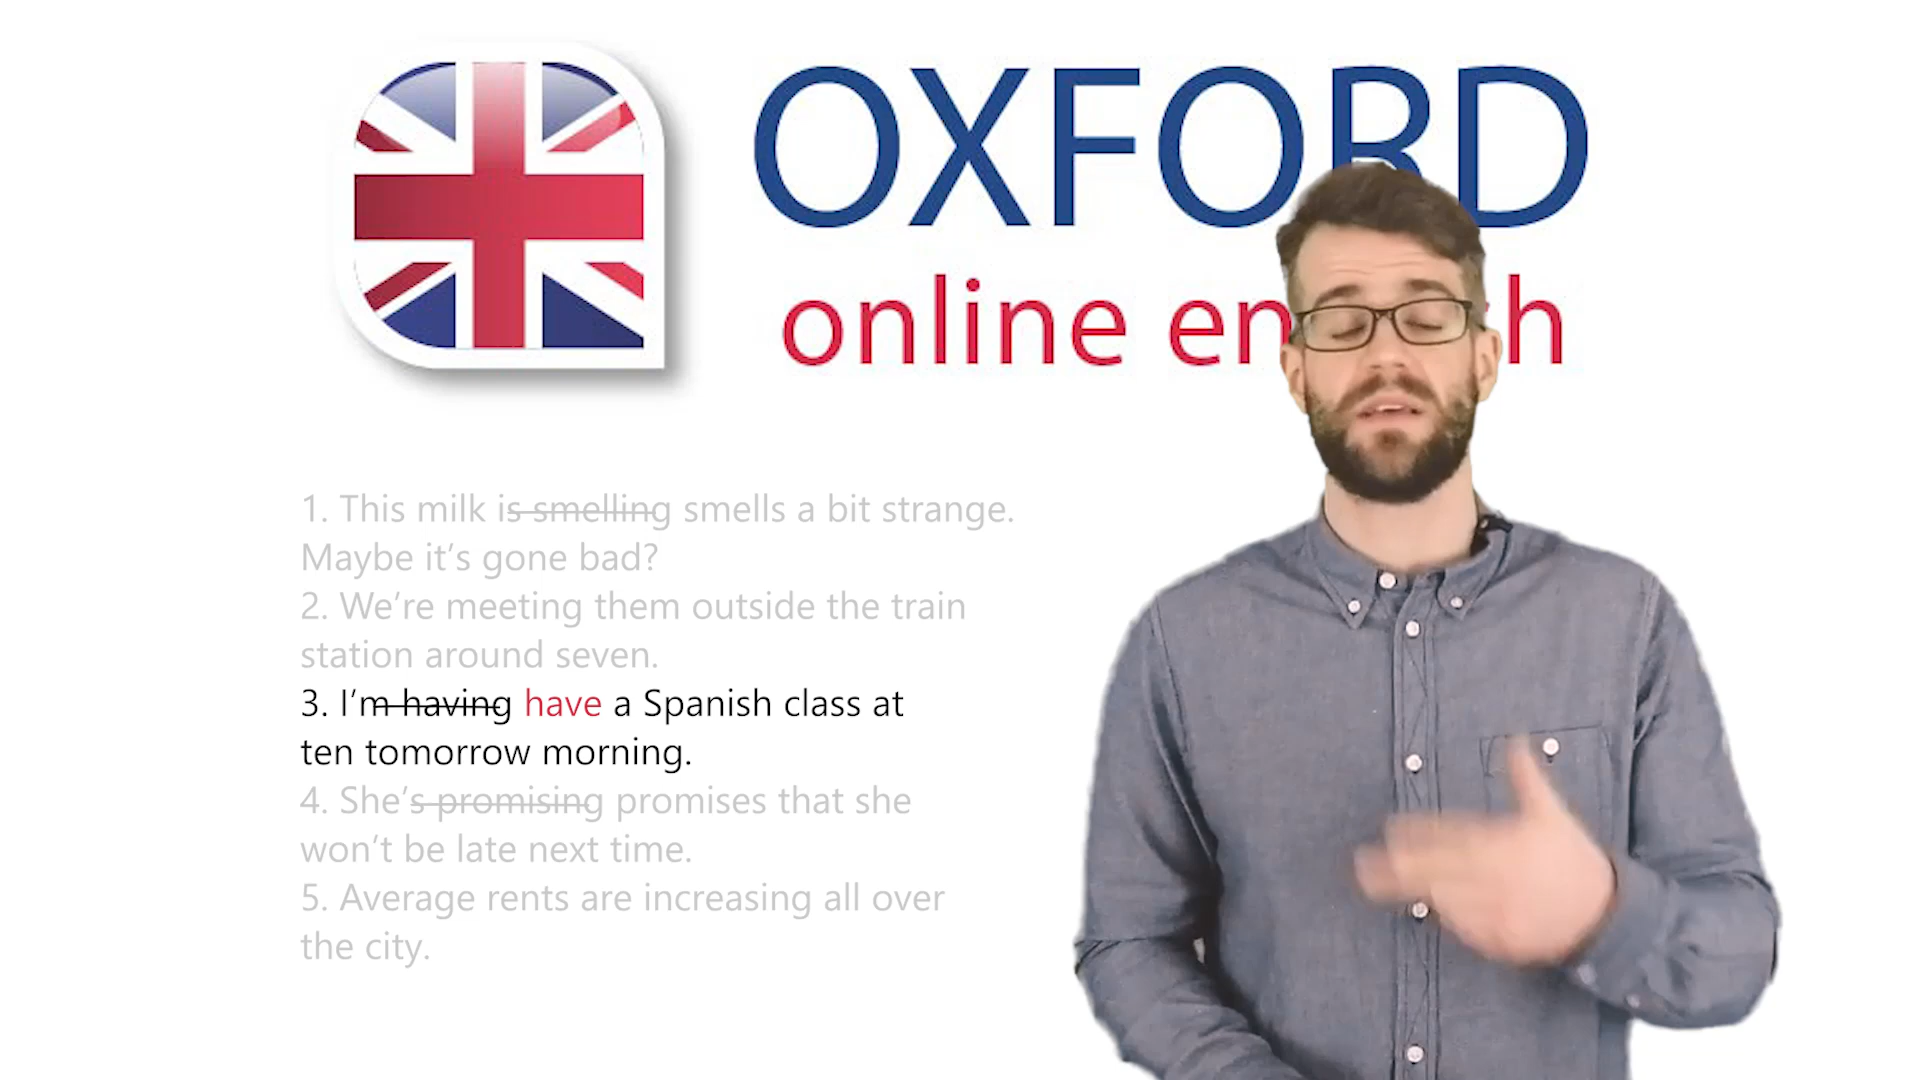 OXFORD
online en h
1. This milk is smelling smells a bit strange.
Maybe it’s gone bad?
2. We’re meeting them outside the train
station around seven.
3. I’m having have a Spanish class at
ten tomorrow morning.
4. She’s promising promises that she
won’t be late next time.
5. Average rents are increasing all over
the city.